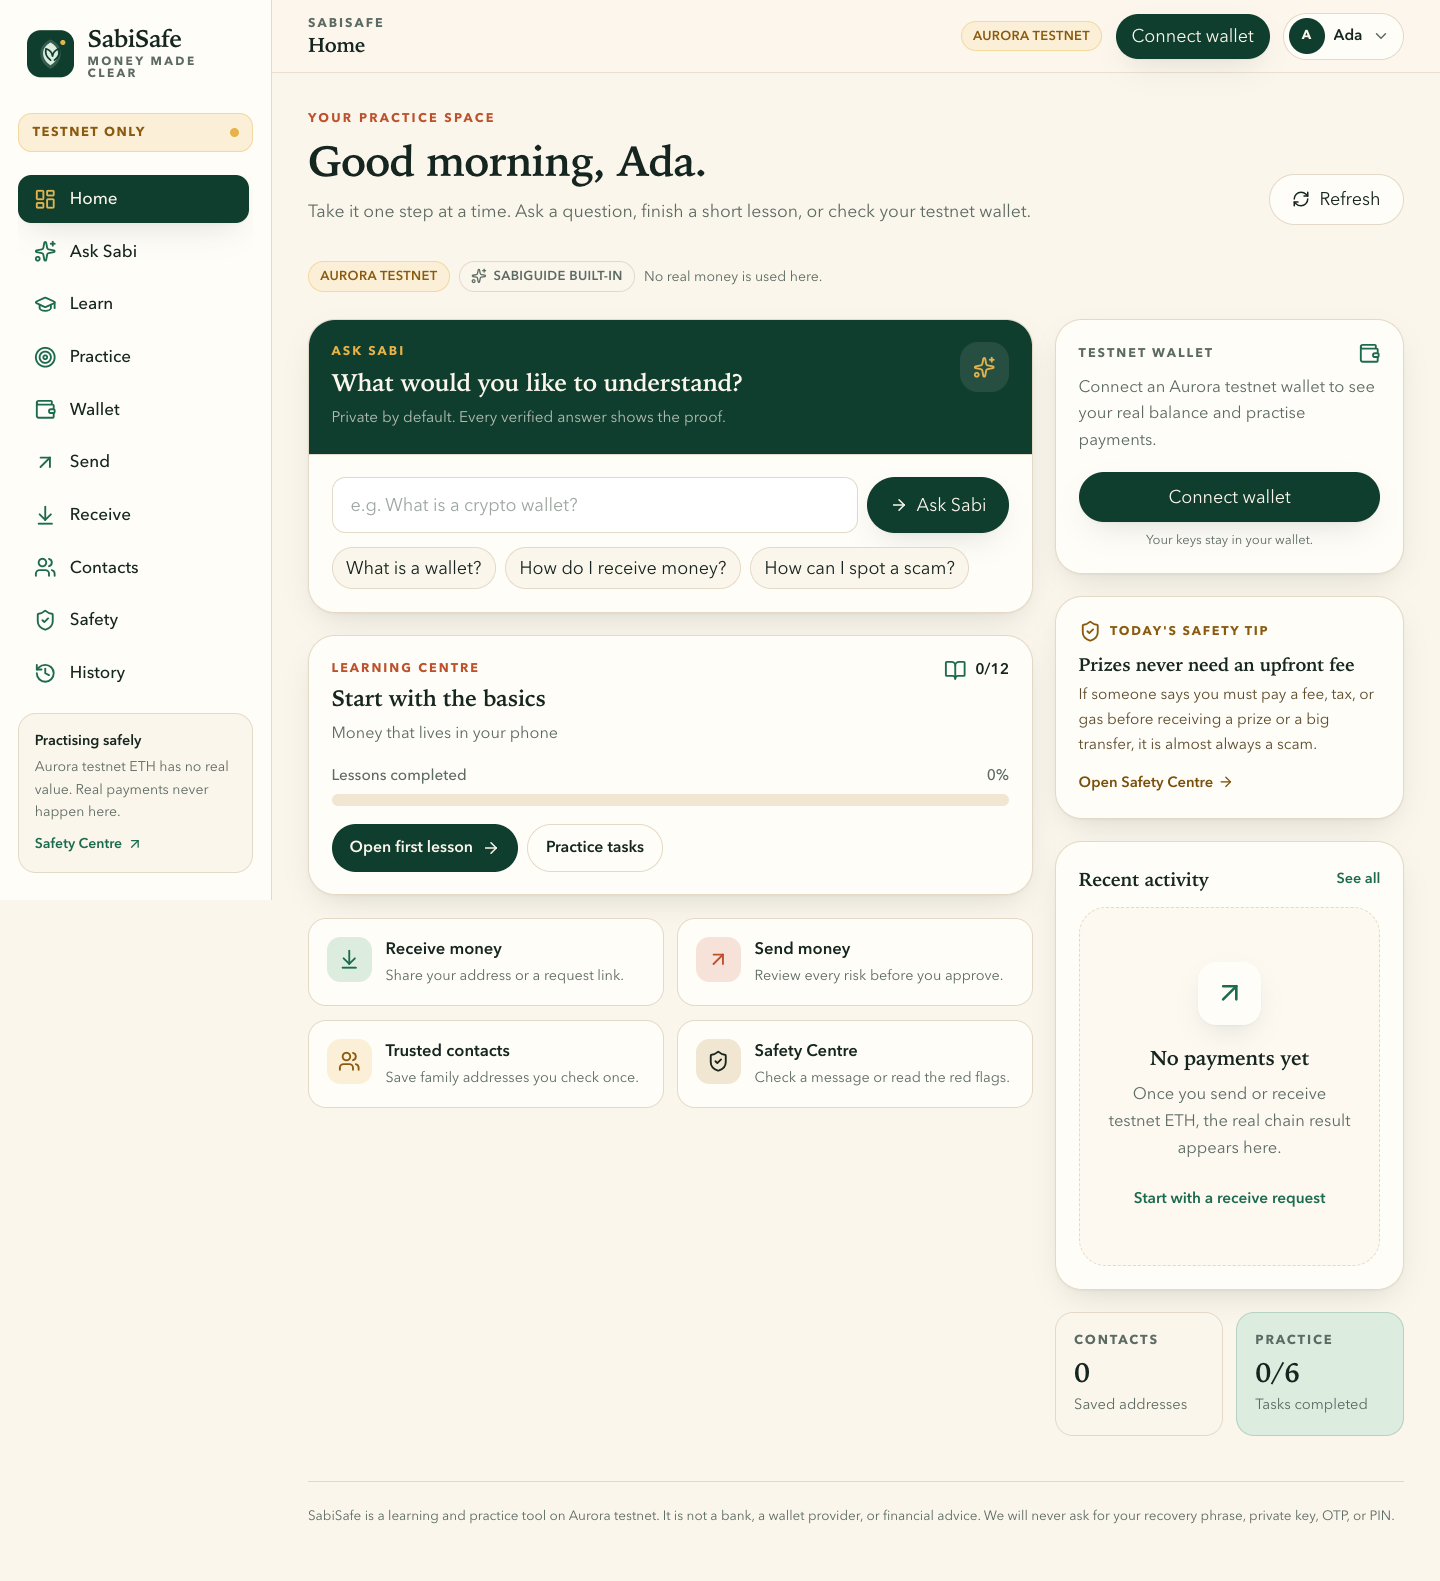 SabiSafe
MONEY MADE
CLEAR
TESTNET ONLY
Home
Ask Sabi
Learn
Practice
Wallet
Send
Receive
Contacts
Safety
History
Practising safely
Aurora testnet ETH has no real
value. Real payments never
happen here.
Safety Centre
SABISAFE
Home
AURORA TESTNET
Connect wallet
A
Ada
YOUR PRACTICE SPACE
Good morning, Ada.
Take it one step at a time. Ask a question, finish a short lesson, or check your testnet wallet.
Refresh
AURORA TESTNET
SABIGUIDE BUILT-IN
No real money is used here.
ASK SABI
What would you like to understand?
Private by default. Every verified answer shows the proof.
e.g. What is a crypto wallet?
Ask Sabi
What is a wallet?
How do I receive money?
How can I spot a scam?
LEARNING CENTRE
0/12
Start with the basics
Money that lives in your phone
Lessons completed
0%
Open first lesson
Practice tasks
Receive money
Share your address or a request link.
Send money
Review every risk before you approve.
Trusted contacts
Save family addresses you check once.
Safety Centre
Check a message or read the red flags.
TESTNET WALLET
Connect an Aurora testnet wallet to see
your real balance and practise
payments.
Connect wallet
Your keys stay in your wallet.
TODAY'S SAFETY TIP
Prizes never need an upfront fee
If someone says you must pay a fee, tax, or
gas before receiving a prize or a big
transfer, it is almost always a scam.
Open Safety Centre
Recent activity
See all
No payments yet
Once you send or receive
testnet ETH, the real chain result
appears here.
Start with a receive request
CONTACTS
0
Saved addresses
PRACTICE
0/6
Tasks completed
SabiSafe is a learning and practice tool on Aurora testnet. It is not a bank, a wallet provider, or financial advice. We will never ask for your recovery phrase, private key, OTP, or PIN.